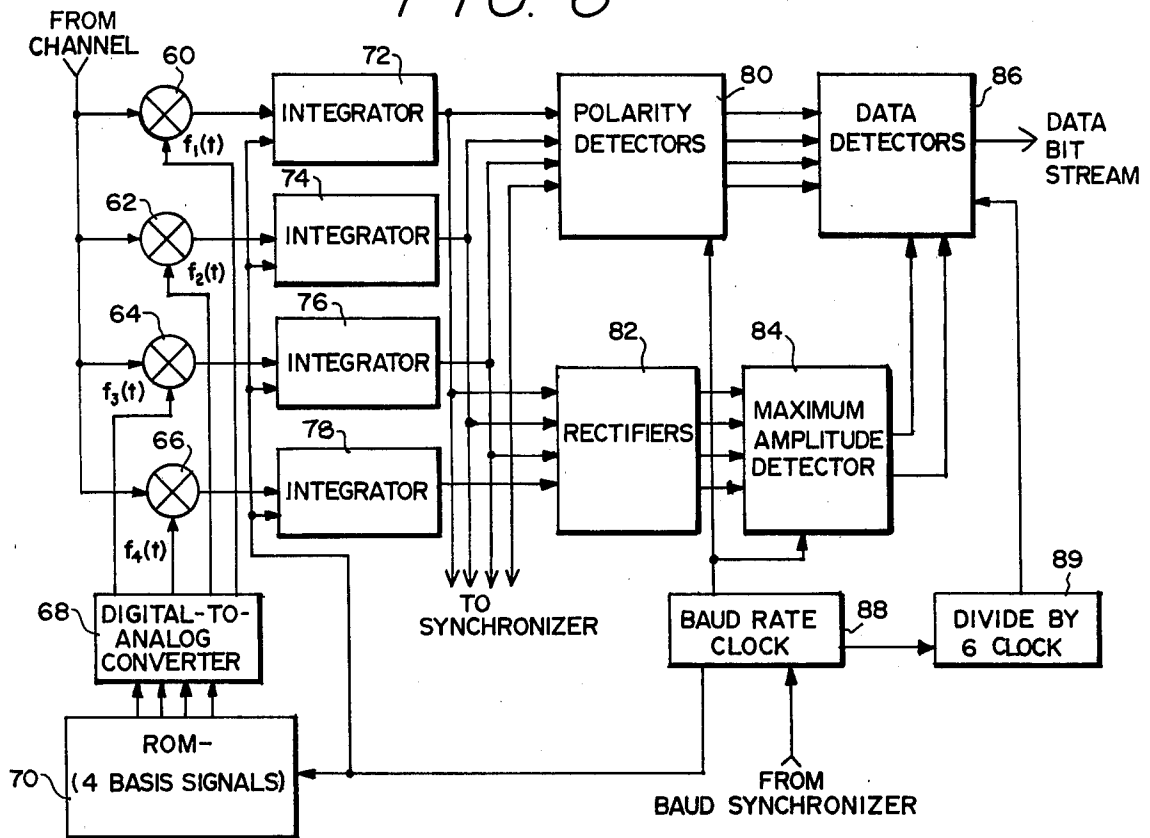 FIG. 6
FROM
CHANNEL
60
72
INTEGRATOR
f₁(t)
80
POLARITY
DETECTORS
86
DATA
DETECTORS
DATA
BIT
STREAM
62
74
INTEGRATOR
f₂(t)
64
76
INTEGRATOR
f₃(t)
82
RECTIFIERS
84
MAXIMUM
AMPLITUDE
DETECTOR
66
78
INTEGRATOR
f₄(t)
68
DIGITAL-TO-
ANALOG
CONVERTER
TO
SYNCHRONIZER
BAUD RATE
CLOCK
88
89
DIVIDE BY
6 CLOCK
70
ROM-
(4 BASIS SIGNALS)
FROM
BAUD SYNCHRONIZER